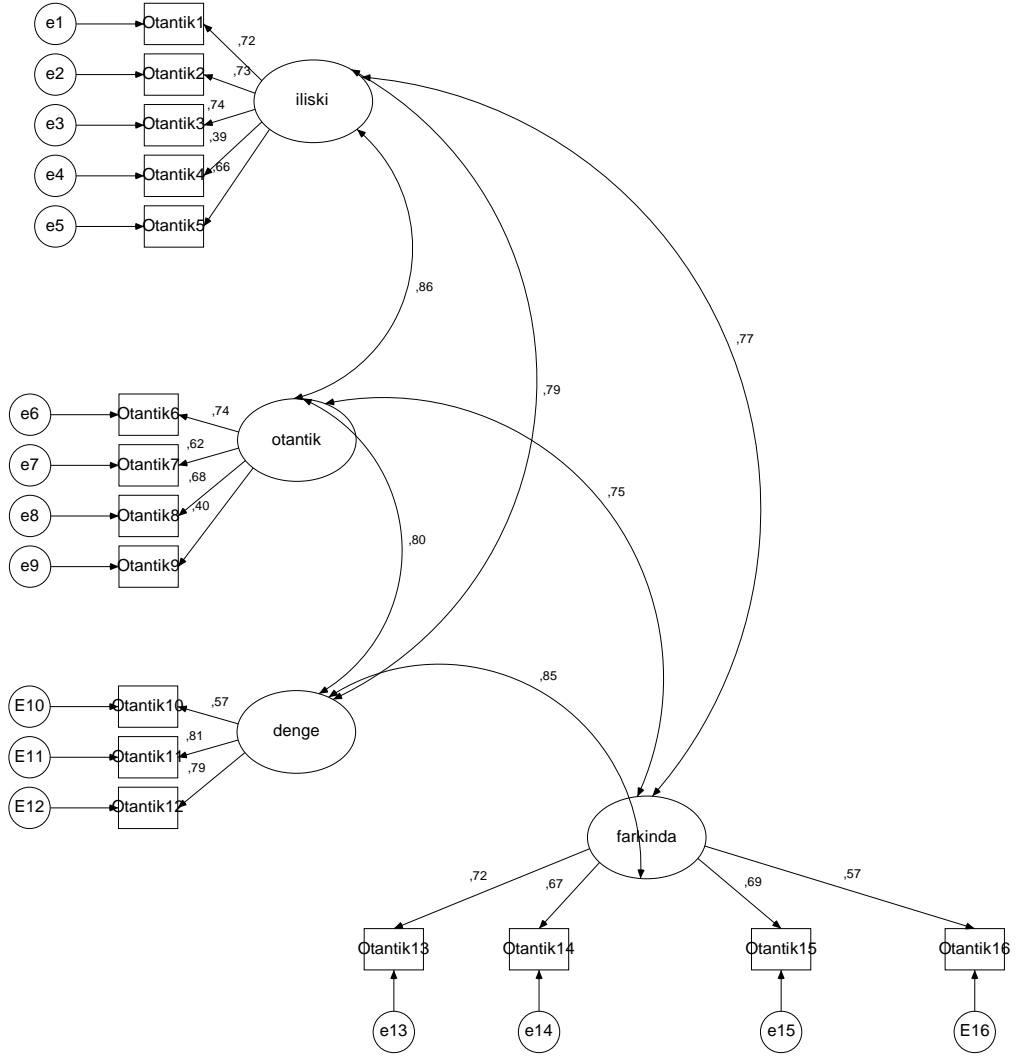 e1
Otantik1
,72
e2
Otantik2
,73
iliski
e3
Otantik3
,74
e4
Otantik4
,39
e5
Otantik5
,66
,86
,77
,79
e6
Otantik6
,74
otantik
e7
Otantik7
,62
e8
Otantik8
,68
e9
Otantik9
,40
,75
,80
,85
E10
Otantik10
,57
denge
E11
Otantik11
,81
E12
Otantik12
,79
farkinda
,72
,67
,69
,57
Otantik13
Otantik14
Otantik15
Otantik16
e13
e14
e15
E16